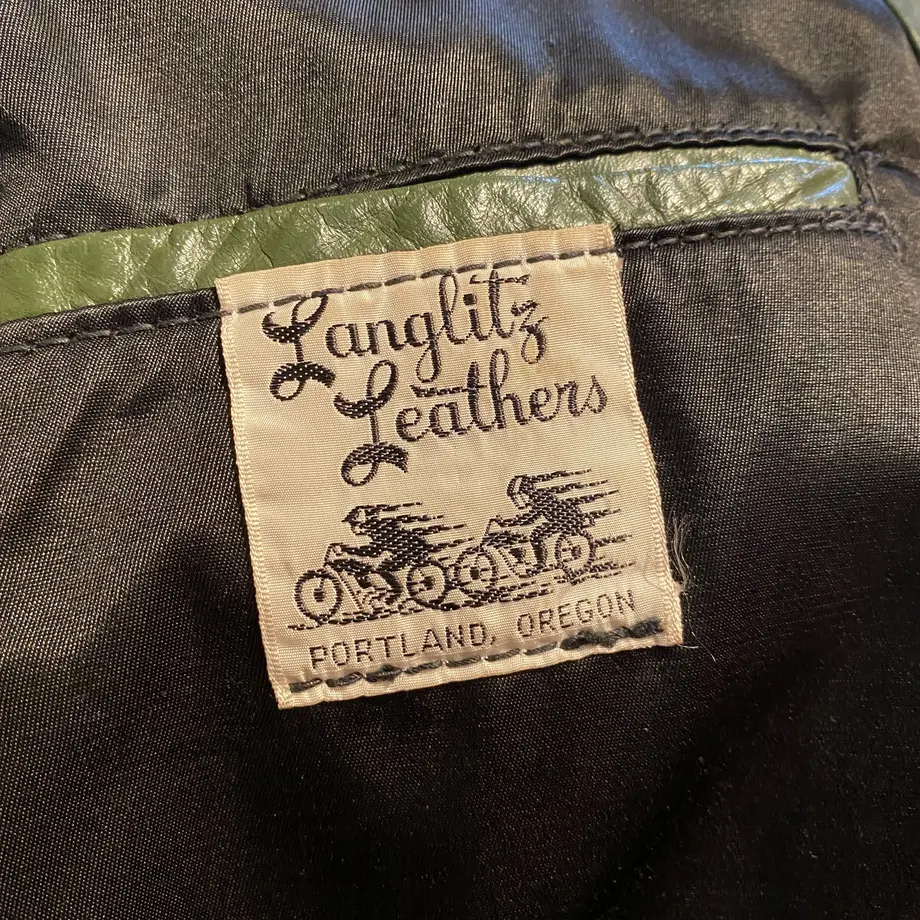 Langlitz
Leathers
PORTLAND, OREGON